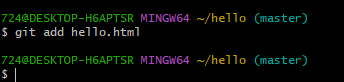 724@DESKTOP-H6APTSR MINGW64 ~/hello (master)
$ git add hello.html
724@DESKTOP-H6APTSR MINGW64 ~/hello (master)
$